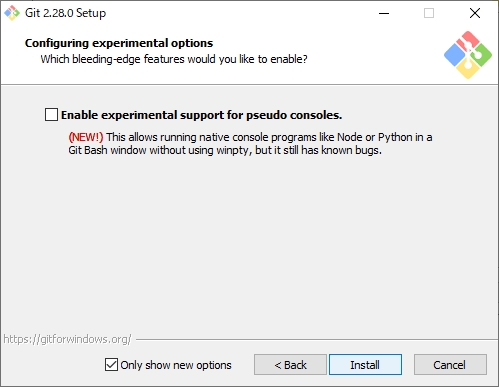 Git 2.28.0 Setup
Configuring experimental options
Which bleeding-edge features would you like to enable?
Enable experimental support for pseudo consoles.
(NEW!) This allows running native console programs like Node or Python in a
Git Bash window without using winpty, but it still has known bugs.
https://gitforwindows.org/
Only show new options
< Back
Install
Cancel